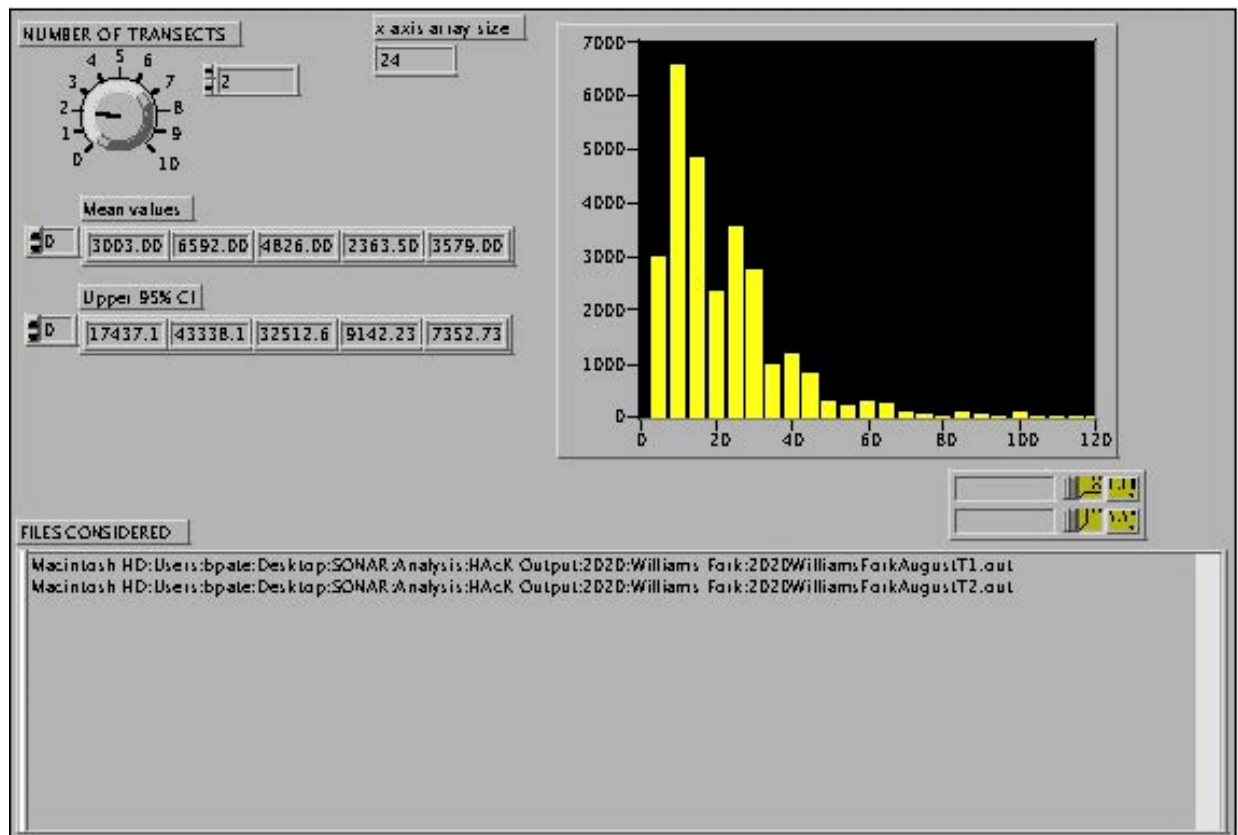 NUMBER OF TRANSECTS
0 1 2 3 4 5 6 7 8 9 10
2
x axis array size
24
Mean values
0 3003.00 6592.00 4826.00 2363.50 3579.00
Upper 95% CI
0 17437.1 43338.1 32512.6 9142.23 7352.73
7000
6000
5000
4000
3000
2000
1000
0
0 20 40 60 80 100 120
FILES CONSIDERED
Macintosh HD:Users:bpate:Desktop:SONAR:Analysis:HAcK Output:2020:Williams Fork:2020WilliamsForkAugustT1.out
Macintosh HD:Users:bpate:Desktop:SONAR:Analysis:HAcK Output:2020:Williams Fork:2020WilliamsForkAugustT2.out